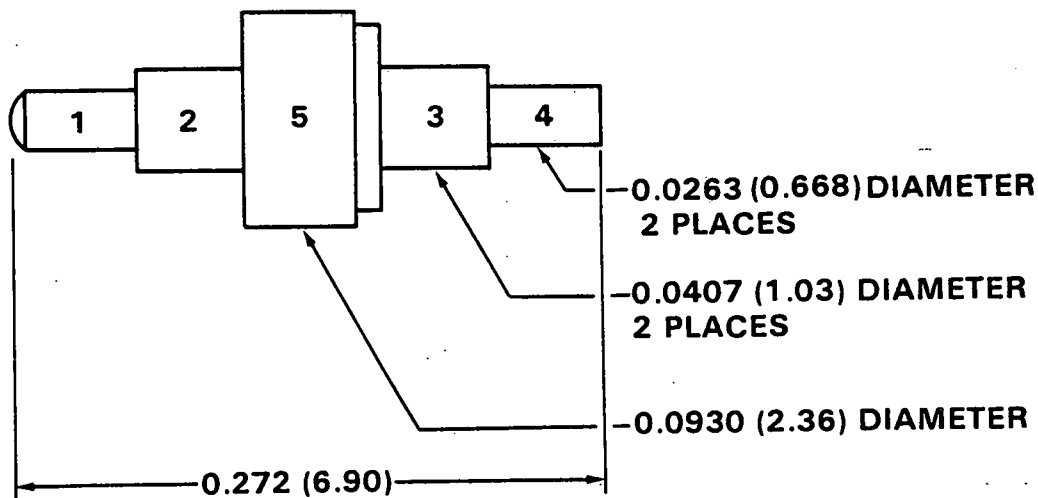 1 2 5 3 4
0.0263 (0.668) DIAMETER
2 PLACES
0.0407 (1.03) DIAMETER
2 PLACES
0.0930 (2.36) DIAMETER
0.272 (6.90)